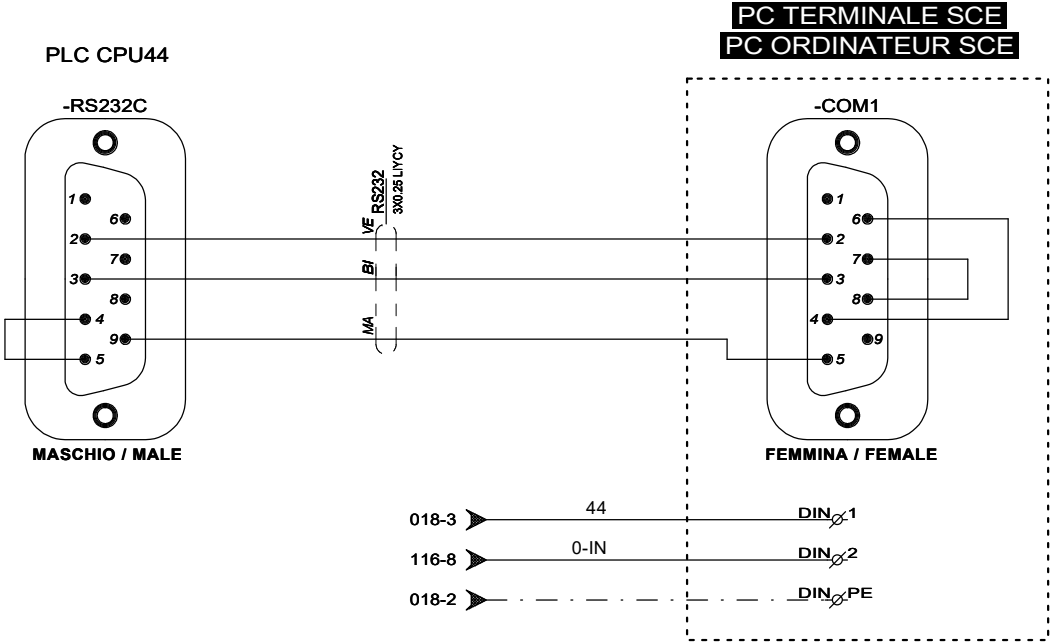 PC TERMINALE SCE
PC ORDINATEUR SCE
PLC CPU44
-RS232C
-COM1
RS232
3X0.25 LIYCY
VE
BI
MA
1
6
2
7
3
8
4
9
5
1
6
2
7
3
8
4
9
5
MASCHIO / MALE
FEMMINA / FEMALE
018-3 44 DIN 1
116-8 0-IN DIN 2
018-2 DIN PE